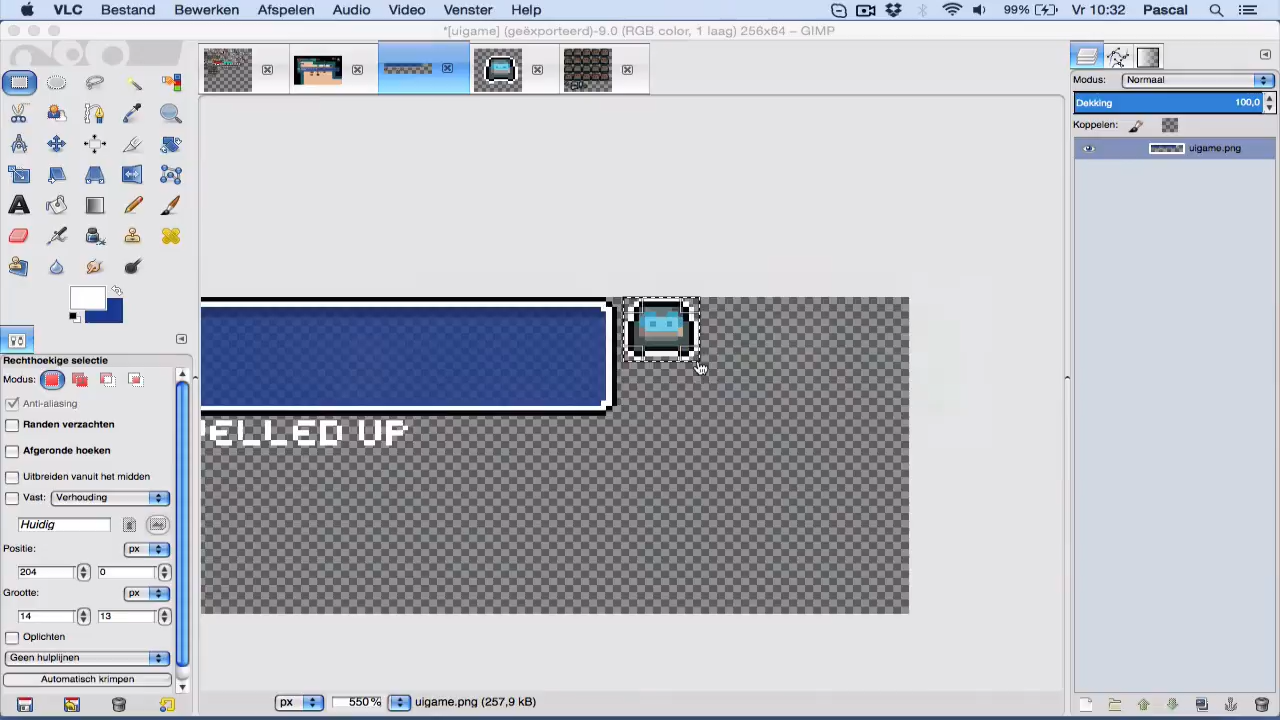 VLC Bestand Bewerken Afspelen Audio Video Venster Help 99% Vr 10:32 Pascal
*[uigame] (geëxporteerd)-9.0 (RGB color, 1 laag) 256x64 – GIMP
Modus: Normaal
Dekking 100,0
Koppelen:
uigame.png
ELLED UP
Rechthoekige selectie
Modus:
Anti-aliasing
Randen verzachten
Afgeronde hoeken
Uitbreiden vanuit het midden
Vast: Verhouding
Huidig
Positie: px
204 0
Grootte: px
14 13
Oplichten
Geen hulplijnen
Automatisch krimpen
px 550% uigame.png (257,9 kB)